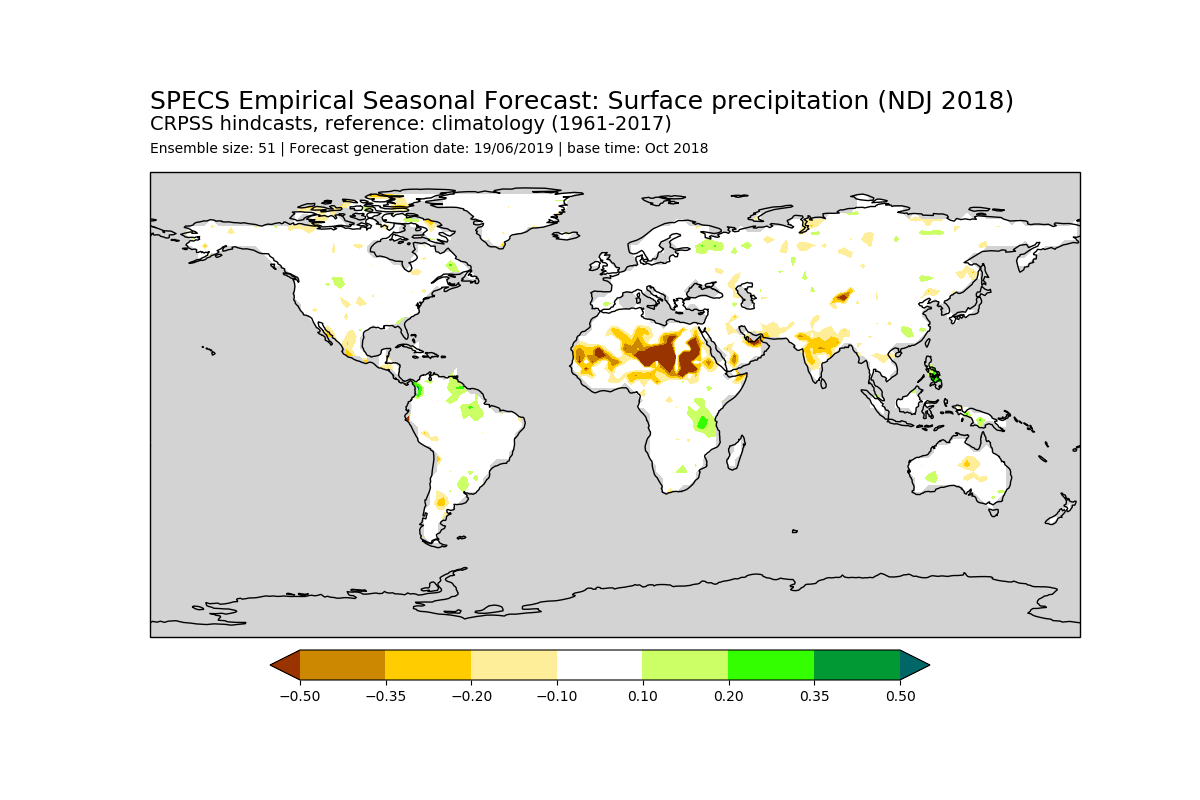 SPECS Empirical Seasonal Forecast: Surface precipitation (NDJ 2018)
CRPSS hindcasts, reference: climatology (1961-2017)
Ensemble size: 51 | Forecast generation date: 19/06/2019 | base time: Oct 2018
−0.50 −0.35 −0.20 −0.10 0.10 0.20 0.35 0.50